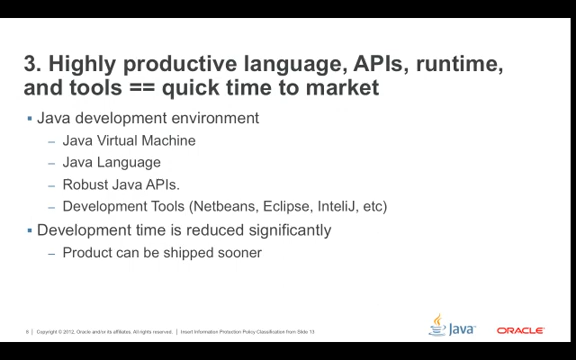 3. Highly productive language, APIs, runtime,
and tools == quick time to market
▪ Java development environment
– Java Virtual Machine
– Java Language
– Robust Java APIs.
– Development Tools (Netbeans, Eclipse, InteliJ, etc)
▪ Development time is reduced significantly
– Product can be shipped sooner
8 | Copyright © 2012, Oracle and/or its affiliates. All rights reserved. | Insert Information Protection Policy Classification from Slide 13
Java
ORACLE